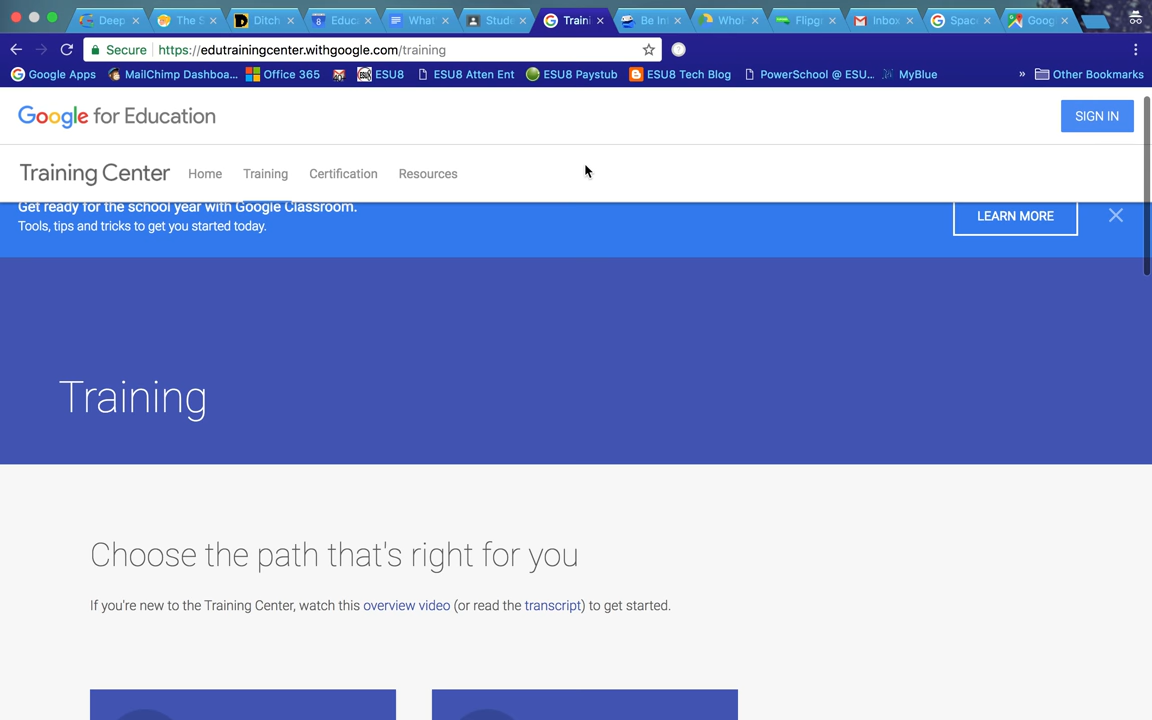 Deep
The S
Ditch
Educ
What
Stude
Traini
Be In
Whol
Flipgr
Inbox
Spac
Goog
Secure
https://edutrainingcenter.withgoogle.com/training
Google Apps
MailChimp Dashboa...
Office 365
ESU8
ESU8 Atten Ent
ESU8 Paystub
ESU8 Tech Blog
PowerSchool @ ESU...
MyBlue
»
Other Bookmarks
Google for Education
SIGN IN
Training Center
Home
Training
Certification
Resources
Get ready for the school year with Google Classroom.
Tools, tips and tricks to get you started today.
LEARN MORE
Training
Choose the path that's right for you
If you're new to the Training Center, watch this overview video (or read the transcript) to get started.